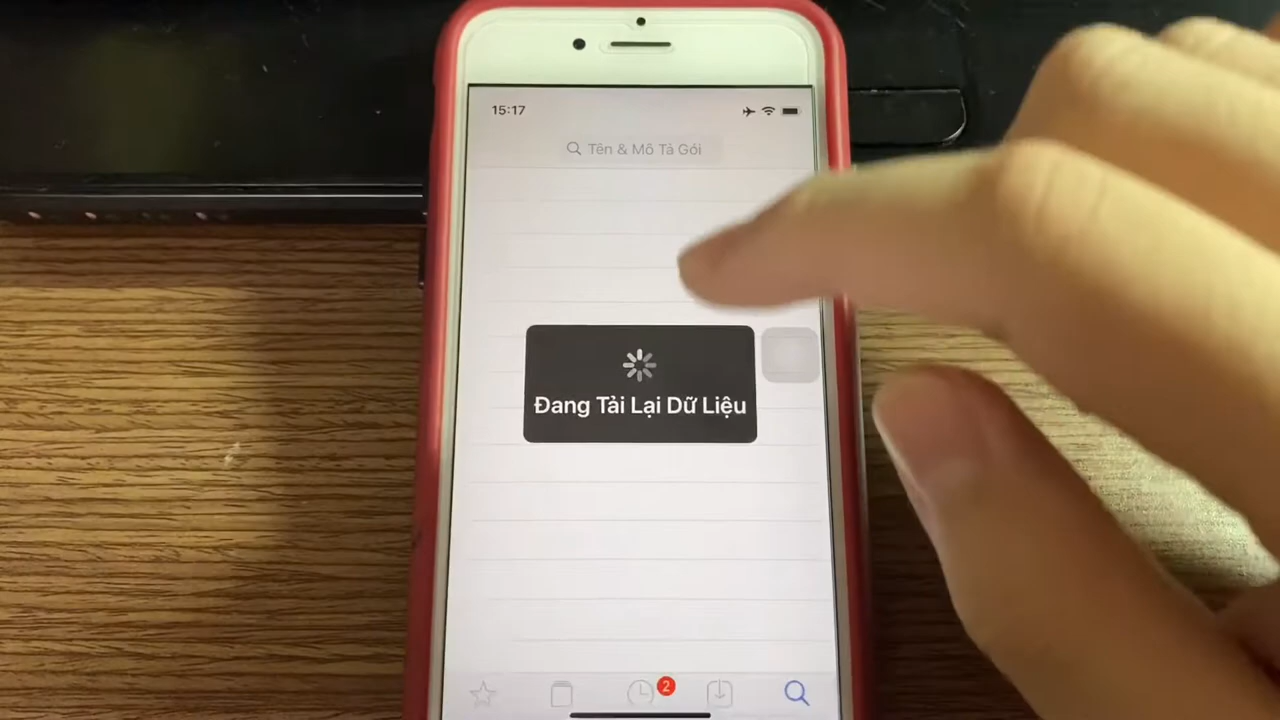 15:17
Tên & Mô Tả Gói
Đang Tải Lại Dữ Liệu
2